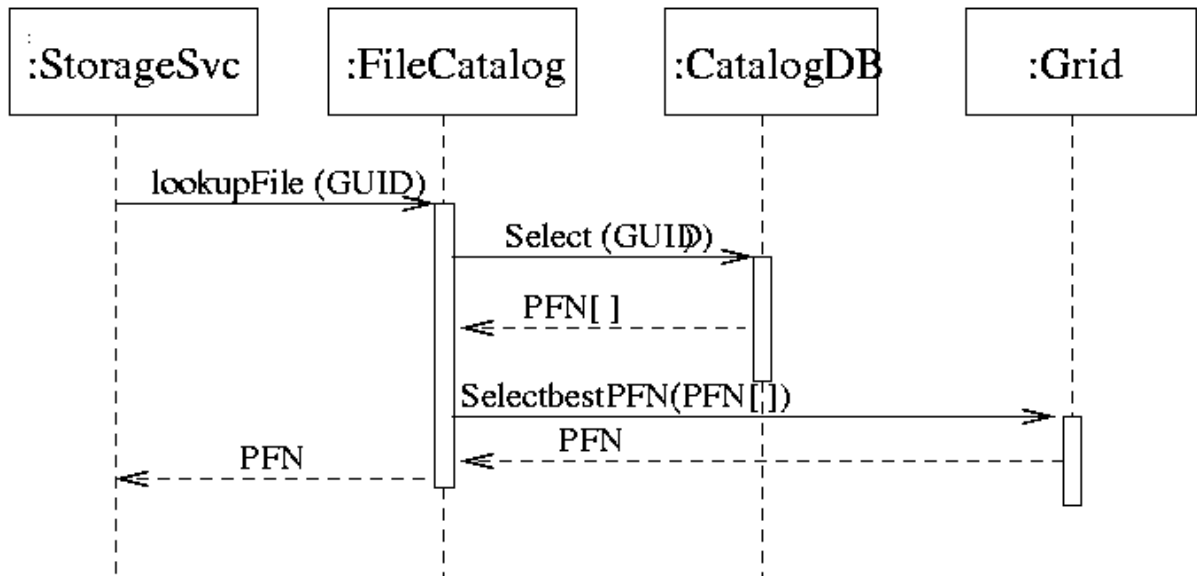 :StorageSvc
:FileCatalog
:CatalogDB
:Grid
lookupFile (GUID)
Select (GUID)
PFN[ ]
SelectbestPFN(PFN[ ])
PFN
PFN